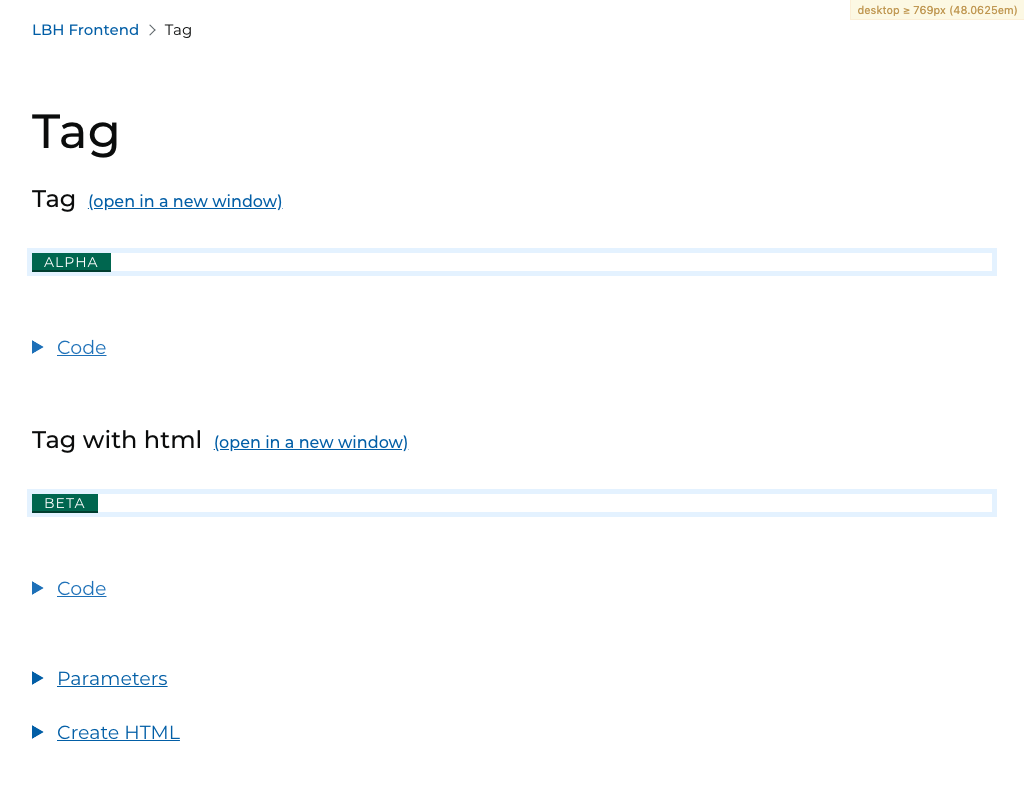 desktop ≥ 769px (48.0625em)
LBH Frontend > Tag
Tag
Tag (open in a new window)
ALPHA
Code
Tag with html (open in a new window)
BETA
Code
Parameters
Create HTML